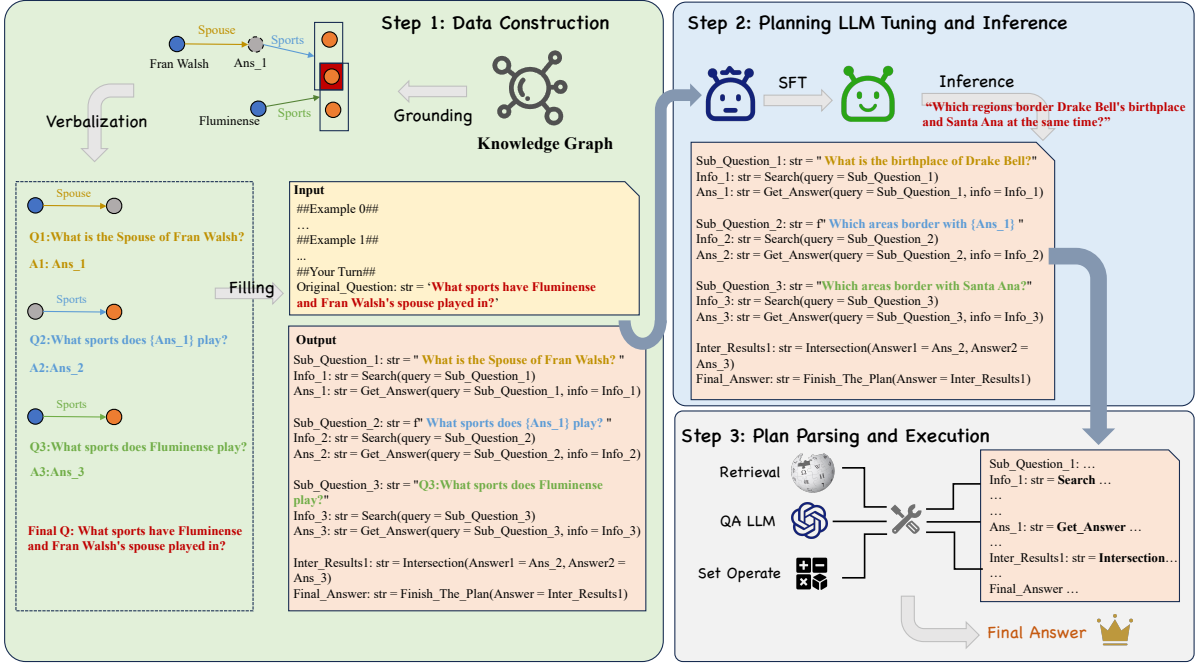 Step 1: Data Construction
Spouse
Sports
Fran Walsh
Ans_1
Fluminense
Sports
Grounding
Knowledge Graph
Verbalization
Spouse
Q1:What is the Spouse of Fran Walsh?
A1: Ans_1
Sports
Q2:What sports does {Ans_1} play?
A2:Ans_2
Sports
Q3:What sports does Fluminense play?
A3:Ans_3
Final Q: What sports have Fluminense
and Fran Walsh's spouse played in?
Filling
Input
##Example 0##
…
##Example 1##
...
##Your Turn##
Original_Question: str = ‘What sports have Fluminense
and Fran Walsh's spouse played in?’
Output
Sub_Question_1: str = " What is the Spouse of Fran Walsh? "
Info_1: str = Search(query = Sub_Question_1)
Ans_1: str = Get_Answer(query = Sub_Question_1, info = Info_1)
Sub_Question_2: str = f" What sports does {Ans_1} play? "
Info_2: str = Search(query = Sub_Question_2)
Ans_2: str = Get_Answer(query = Sub_Question_2, info = Info_2)
Sub_Question_3: str = "Q3:What sports does Fluminense
play?"
Info_3: str = Search(query = Sub_Question_3)
Ans_3: str = Get_Answer(query = Sub_Question_3, info = Info_3)
Inter_Results1: str = Intersection(Answer1 = Ans_2, Answer2 =
Ans_3)
Final_Answer: str = Finish_The_Plan(Answer = Inter_Results1)
Step 2: Planning LLM Tuning and Inference
SFT
Inference
“Which regions border Drake Bell's birthplace
and Santa Ana at the same time?”
Sub_Question_1: str = " What is the birthplace of Drake Bell?"
Info_1: str = Search(query = Sub_Question_1)
Ans_1: str = Get_Answer(query = Sub_Question_1, info = Info_1)
Sub_Question_2: str = f" Which areas border with {Ans_1} "
Info_2: str = Search(query = Sub_Question_2)
Ans_2: str = Get_Answer(query = Sub_Question_2, info = Info_2)
Sub_Question_3: str = "Which areas border with Santa Ana?"
Info_3: str = Search(query = Sub_Question_3)
Ans_3: str = Get_Answer(query = Sub_Question_3, info = Info_3)
Inter_Results1: str = Intersection(Answer1 = Ans_2, Answer2 =
Ans_3)
Final_Answer: str = Finish_The_Plan(Answer = Inter_Results1)
Step 3: Plan Parsing and Execution
Retrieval
QA LLM
Set Operate
Sub_Question_1: …
Info_1: str = Search …
…
…
Ans_1: str = Get_Answer …
…
Inter_Results1: str = Intersection…
…
Final_Answer …
Final Answer